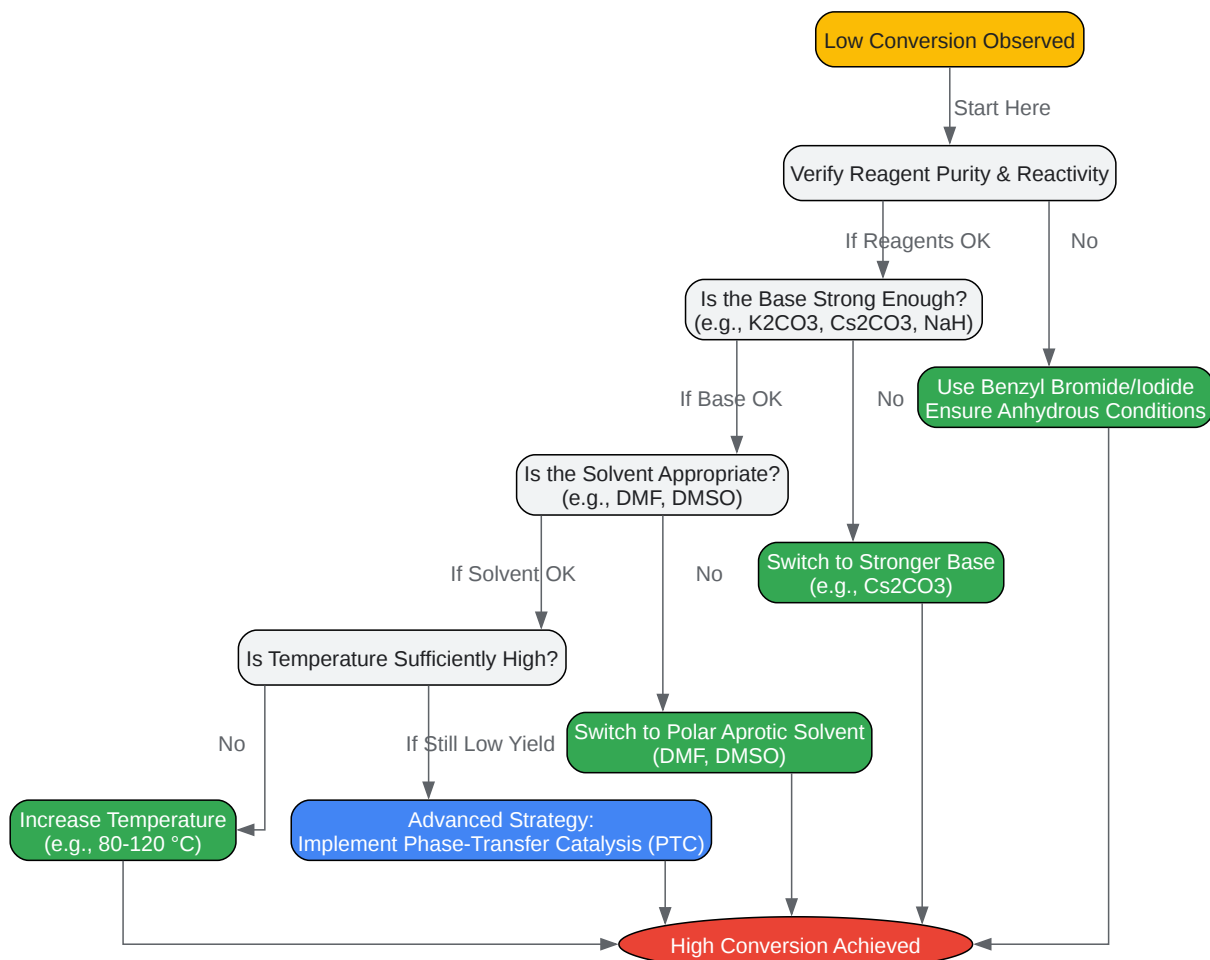 Low Conversion Observed
Start Here
Verify Reagent Purity & Reactivity
If Reagents OK
No
Is the Base Strong Enough?
(e.g., K2CO3, Cs2CO3, NaH)
Use Benzyl Bromide/Iodide
Ensure Anhydrous Conditions
If Base OK
No
Is the Solvent Appropriate?
(e.g., DMF, DMSO)
Switch to Stronger Base
(e.g., Cs2CO3)
If Solvent OK
No
Is Temperature Sufficiently High?
Switch to Polar Aprotic Solvent
(DMF, DMSO)
No
If Still Low Yield
Increase Temperature
(e.g., 80-120 °C)
Advanced Strategy:
Implement Phase-Transfer Catalysis (PTC)
High Conversion Achieved